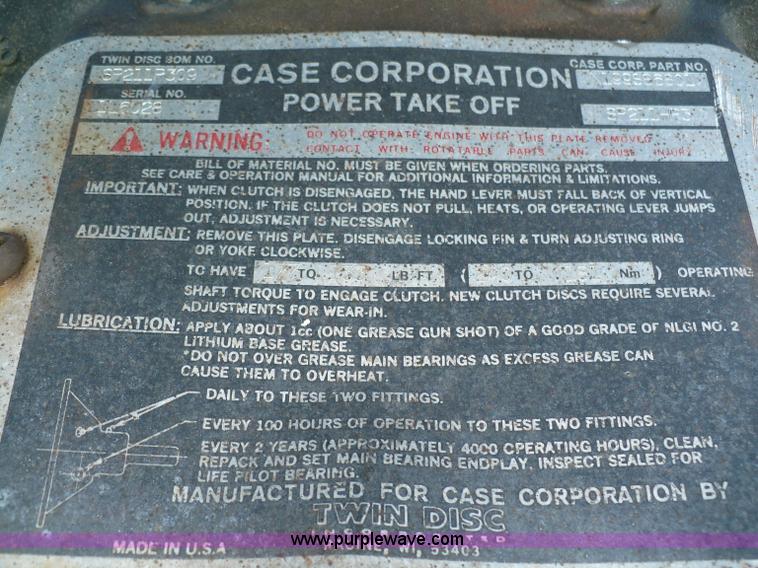 TWIN DISC BOM NO.
SP211P309
SERIAL NO.
CASE CORPORATION
POWER TAKE OFF
CASE CORP. PART NO.
WARNING: DO NOT OPERATE ENGINE WITH THIS PLATE REMOVED
CONTACT WITH ROTATABLE PARTS CAN CAUSE INJURY
BILL OF MATERIAL NO. MUST BE GIVEN WHEN ORDERING PARTS.
SEE CARE & OPERATION MANUAL FOR ADDITIONAL INFORMATION & LIMITATIONS.
IMPORTANT: WHEN CLUTCH IS DISENGAGED, THE HAND LEVER MUST FALL BACK OF VERTICAL
POSITION. IF THE CLUTCH DOES NOT PULL, HEATS, OR OPERATING LEVER JUMPS
OUT, ADJUSTMENT IS NECESSARY.
ADJUSTMENT: REMOVE THIS PLATE. DISENGAGE LOCKING PIN & TURN ADJUSTING RING
OR YOKE CLOCKWISE.
TO HAVE TO LB-FT ( TO Nm ) OPERATING
SHAFT TORQUE TO ENGAGE CLUTCH. NEW CLUTCH DISCS REQUIRE SEVERAL
ADJUSTMENTS FOR WEAR-IN.
LUBRICATION: APPLY ABOUT 1cc (ONE GREASE GUN SHOT) OF A GOOD GRADE OF NLGI NO. 2
LITHIUM BASE GREASE.
*DO NOT OVER GREASE MAIN BEARINGS AS EXCESS GREASE CAN
CAUSE THEM TO OVERHEAT.
DAILY TO THESE TWO FITTINGS.
EVERY 100 HOURS OF OPERATION TO THESE TWO FITTINGS.
EVERY 2 YEARS (APPROXIMATELY 4000 OPERATING HOURS), CLEAN,
REPACK AND SET MAIN BEARING ENDPLAY, INSPECT SEALED FOR
LIFE PILOT BEARING.
MANUFACTURED FOR CASE CORPORATION BY
TWIN DISC
RACINE, WI, 53403
MADE IN U.S.A
www.purplewave.com